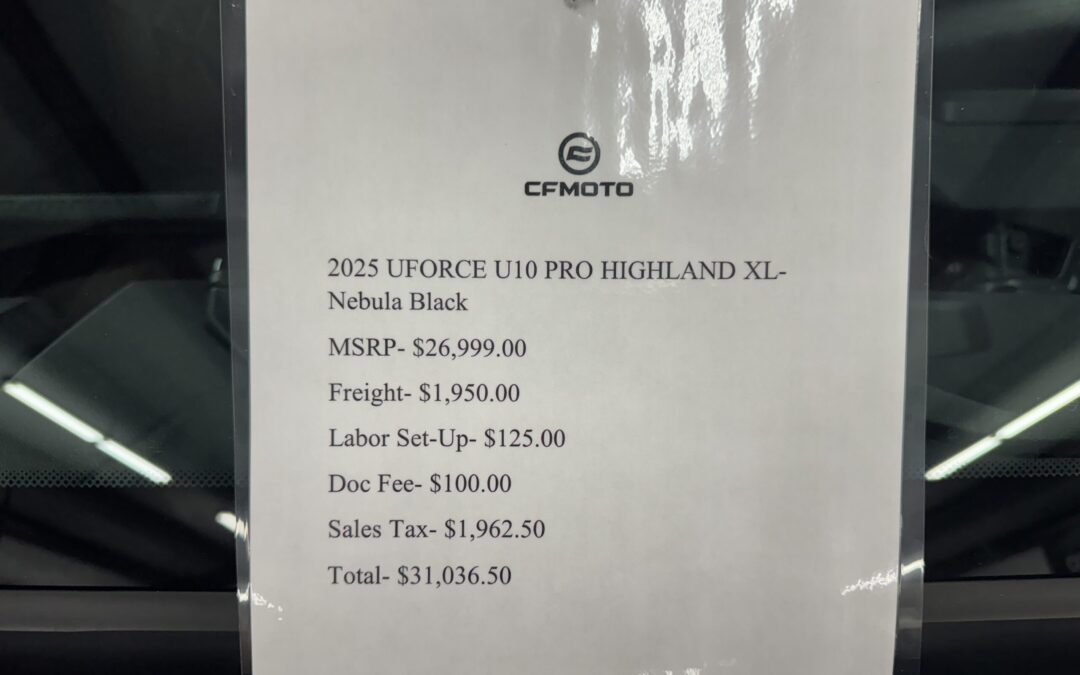 CFMOTO
2025 UFORCE U10 PRO HIGHLAND XL-
Nebula Black
MSRP- $26,999.00
Freight- $1,950.00
Labor Set-Up- $125.00
Doc Fee- $100.00
Sales Tax- $1,962.50
Total- $31,036.50